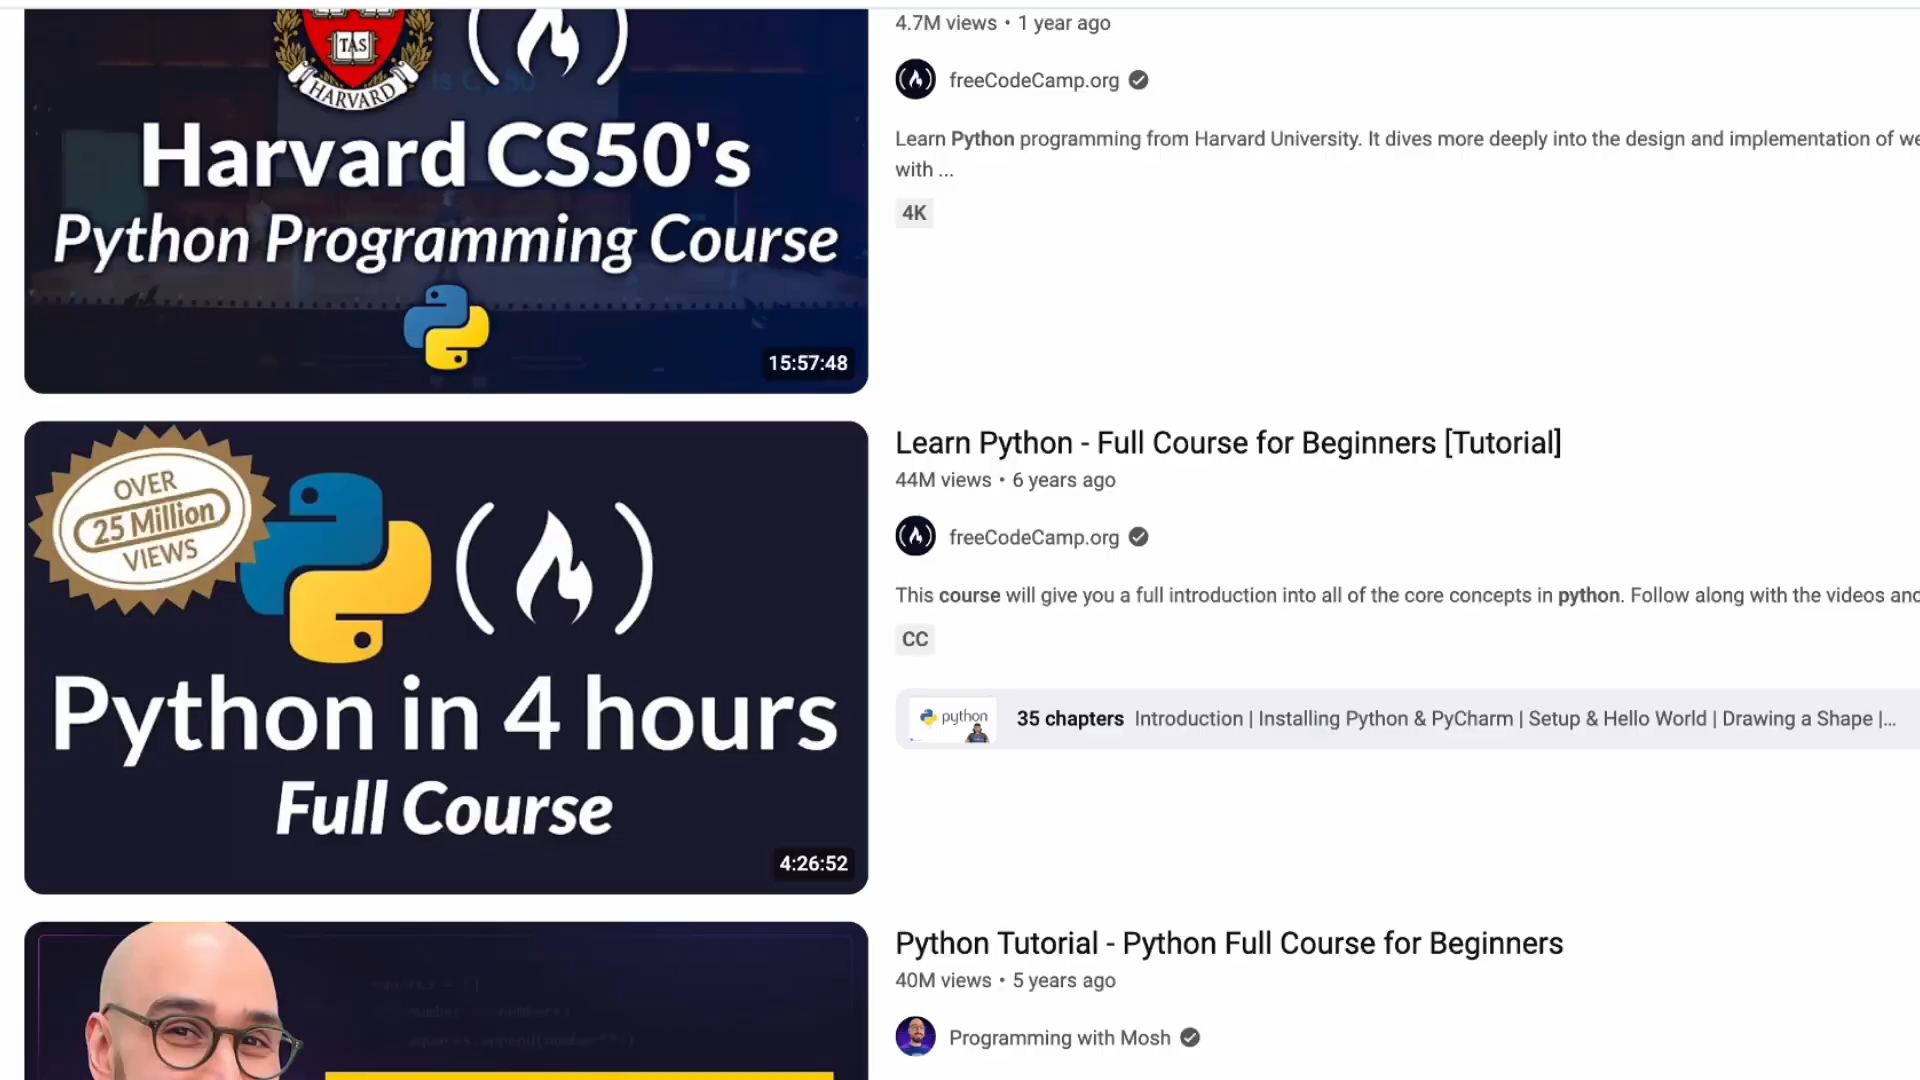 TAS
HARVARD
Harvard CS50's
Python Programming Course
15:57:48
4.7M views • 1 year ago
freeCodeCamp.org
Learn Python programming from Harvard University. It dives more deeply into the design and implementation of we
with ...
4K
OVER
25 Million
VIEWS
Python in 4 hours
Full Course
4:26:52
Learn Python - Full Course for Beginners [Tutorial]
44M views • 6 years ago
freeCodeCamp.org
This course will give you a full introduction into all of the core concepts in python. Follow along with the videos and
CC
python
35 chapters Introduction | Installing Python & PyCharm | Setup & Hello World | Drawing a Shape |...
Python Tutorial - Python Full Course for Beginners
40M views • 5 years ago
Programming with Mosh